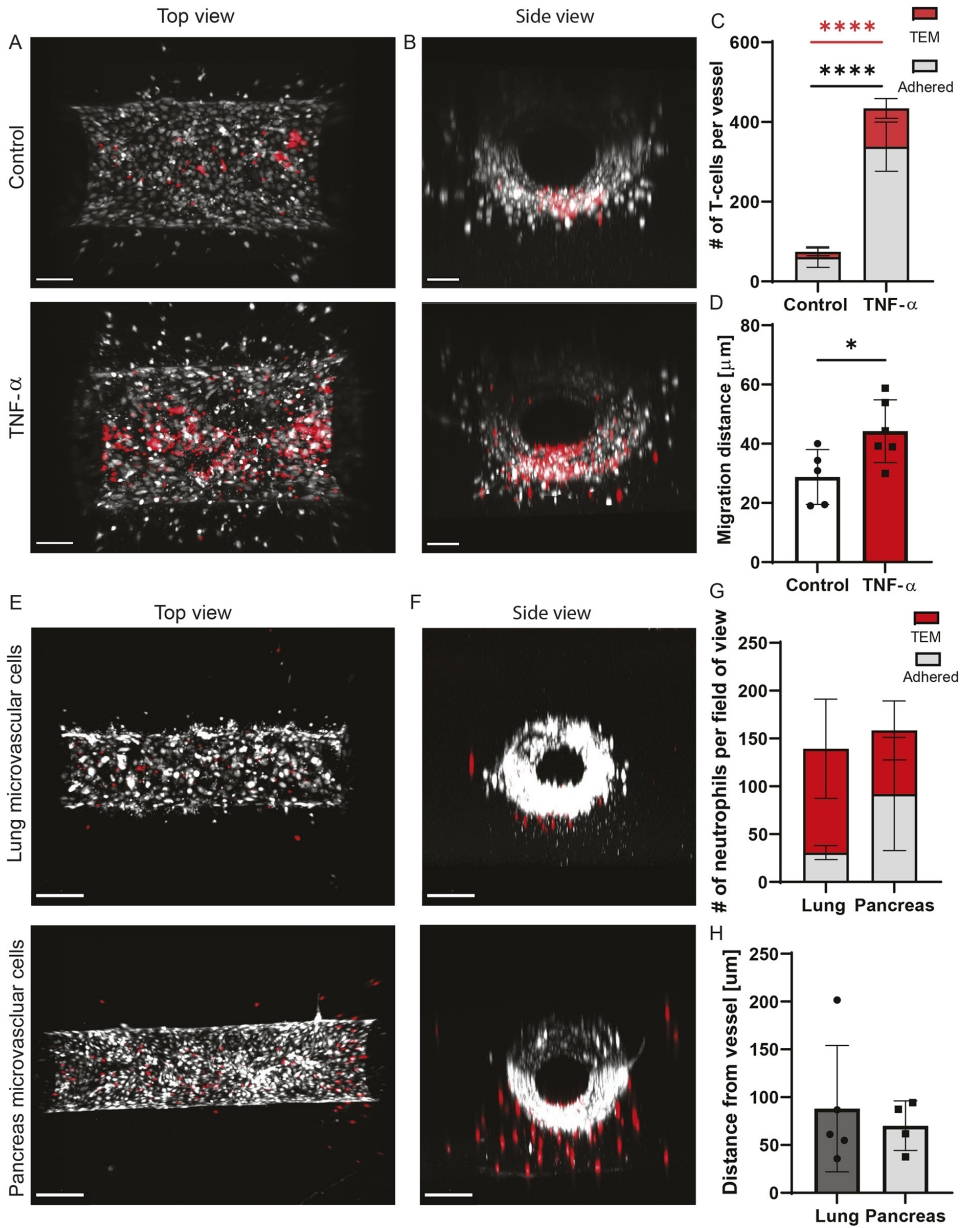 Top view
Side view
A
B
C
Control
TNF-α
TEM
Adhered
****
****
# of T-cells per vessel
600
400
200
0
Control TNF-α
D
Migration distance [μm]
80
60
40
20
0
*
Control TNF-α
E
Top view
F
Side view
G
Lung microvascular cells
Pancreas microvascluar cells
TEM
Adhered
# of neutrophils per field of view
250
200
150
100
50
0
Lung Pancreas
H
Distance from vessel [um]
250
200
150
100
50
0
Lung Pancreas